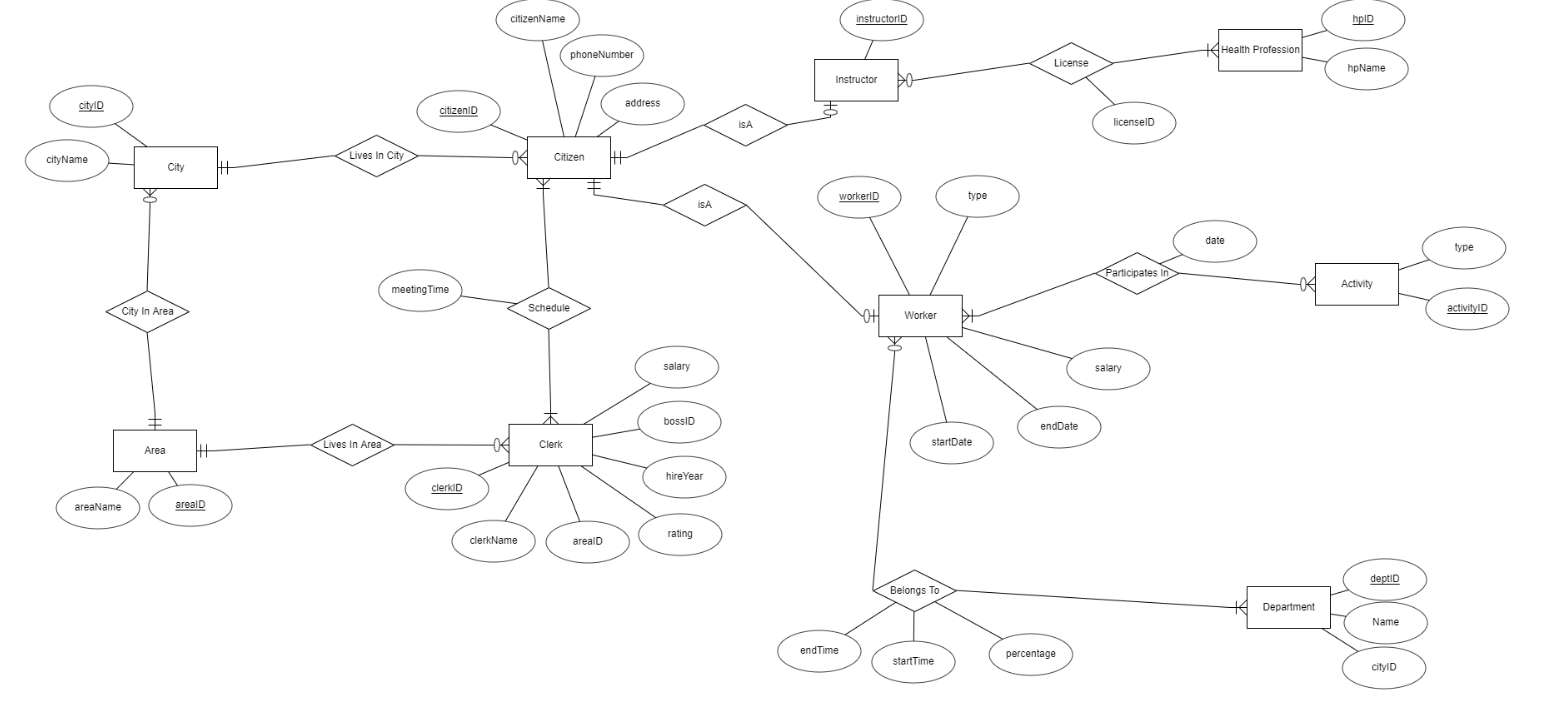 citizenName
instructorID
hpID
phoneNumber
Health Profession
License
hpName
Instructor
cityID
citizenID
address
licenseID
isA
cityName
City
Lives In City
Citizen
workerID
type
isA
date
type
Participates In
Activity
meetingTime
activityID
City In Area
Schedule
Worker
salary
salary
bossID
endDate
startDate
Area
Lives In Area
Clerk
hireYear
clerkID
areaName
areaID
rating
clerkName
areaID
deptID
Belongs To
Department
Name
endTime
startTime
percentage
cityID